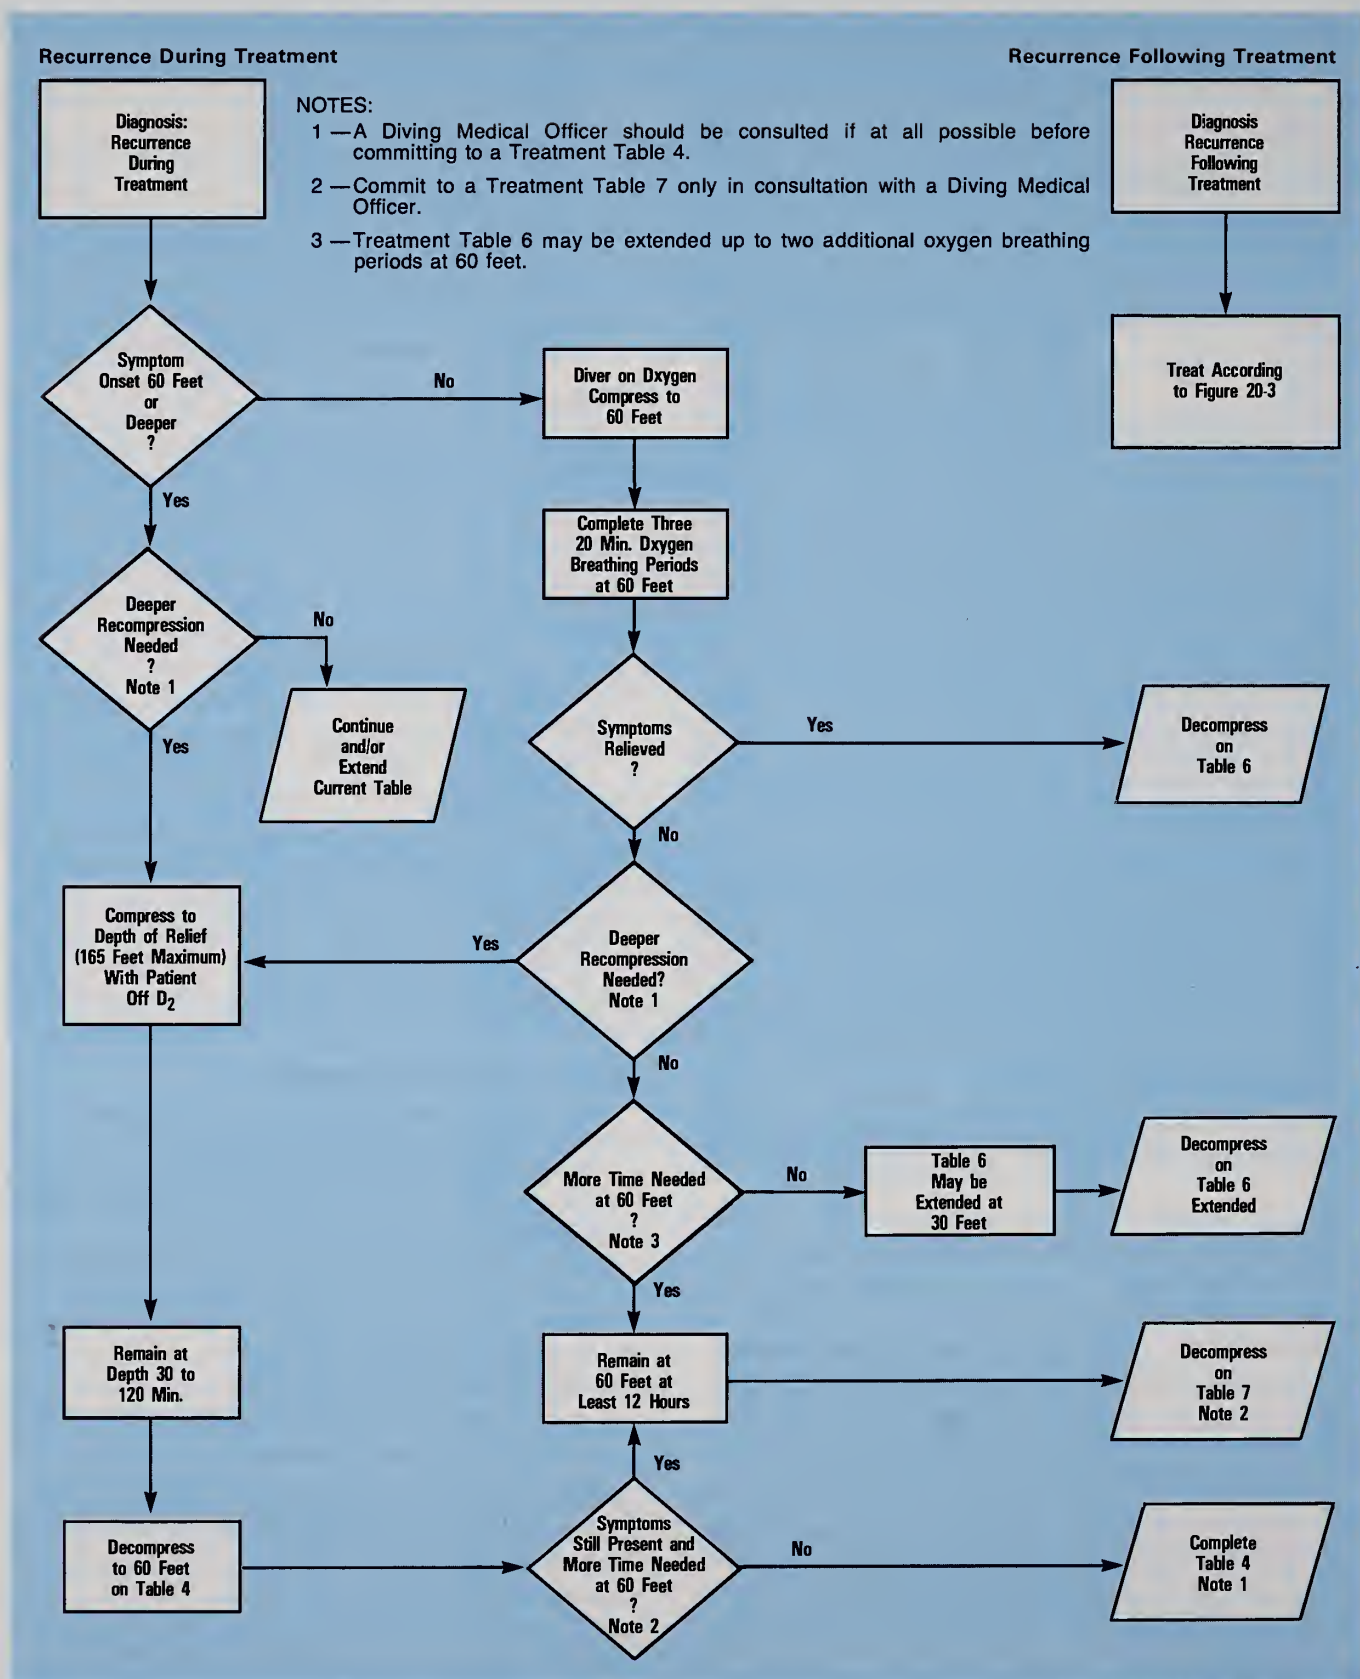 Recurrence During Treatment
Recurrence Following Treatment
Diagnosis:
Recurrence
During
Treatment
NOTES:
1 —A Diving Medical Officer should be consulted if at all possible before
committing to a Treatment Table 4.
2 —Commit to a Treatment Table 7 only in consultation with a Diving Medical
Officer.
3 —Treatment Table 6 may be extended up to two additional oxygen breathing
periods at 60 feet.
Diagnosis
Recurrence
Following
Treatment
Treat According
to Figure 20-3
Symptom
Onset 60 Feet
or
Deeper
?
No
Yes
Diver on Dxygen
Compress to
60 Feet
Complete Three
20 Min. Dxygen
Breathing Periods
at 60 Feet
Deeper
Recompression
Needed
?
Note 1
No
Yes
Continue
and/or
Extend
Current Table
Symptoms
Relieved
?
Yes
No
Decompress
on
Table 6
Compress to
Depth of Relief
(165 Feet Maximum)
With Patient
Off D2
Yes
Deeper
Recompression
Needed?
Note 1
No
More Time Needed
at 60 Feet
?
Note 3
No
Yes
Table 6
May be
Extended at
30 Feet
Decompress
on
Table 6
Extended
Remain at
Depth 30 to
120 Min.
Remain at
60 Feet at
Least 12 Hours
Decompress
on
Table 7
Note 2
Yes
Decompress
to 60 Feet
on Table 4
Symptoms
Still Present and
More Time Needed
at 60 Feet
?
Note 2
No
Complete
Table 4
Note 1